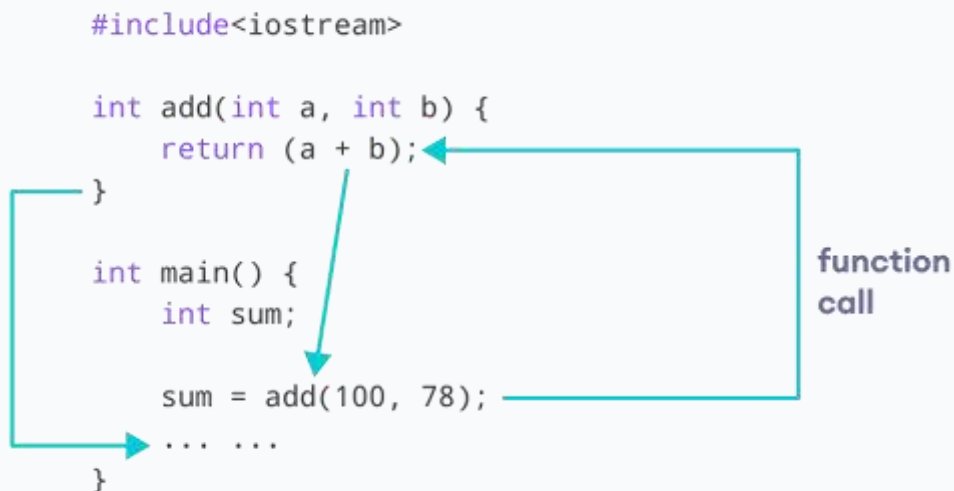 #include<iostream>
int add(int a, int b) {
    return (a + b);
}
int main() {
    int sum;
    sum = add(100, 78);
    ... ...
}
function
call